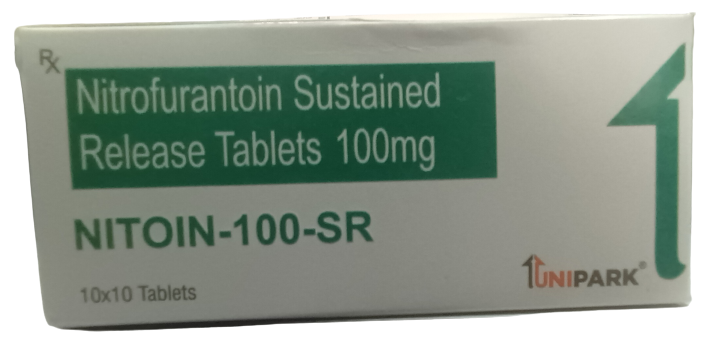 Rx
Nitrofurantoin Sustained
Release Tablets 100mg
NITOIN-100-SR
10x10 Tablets
UNIPARK®